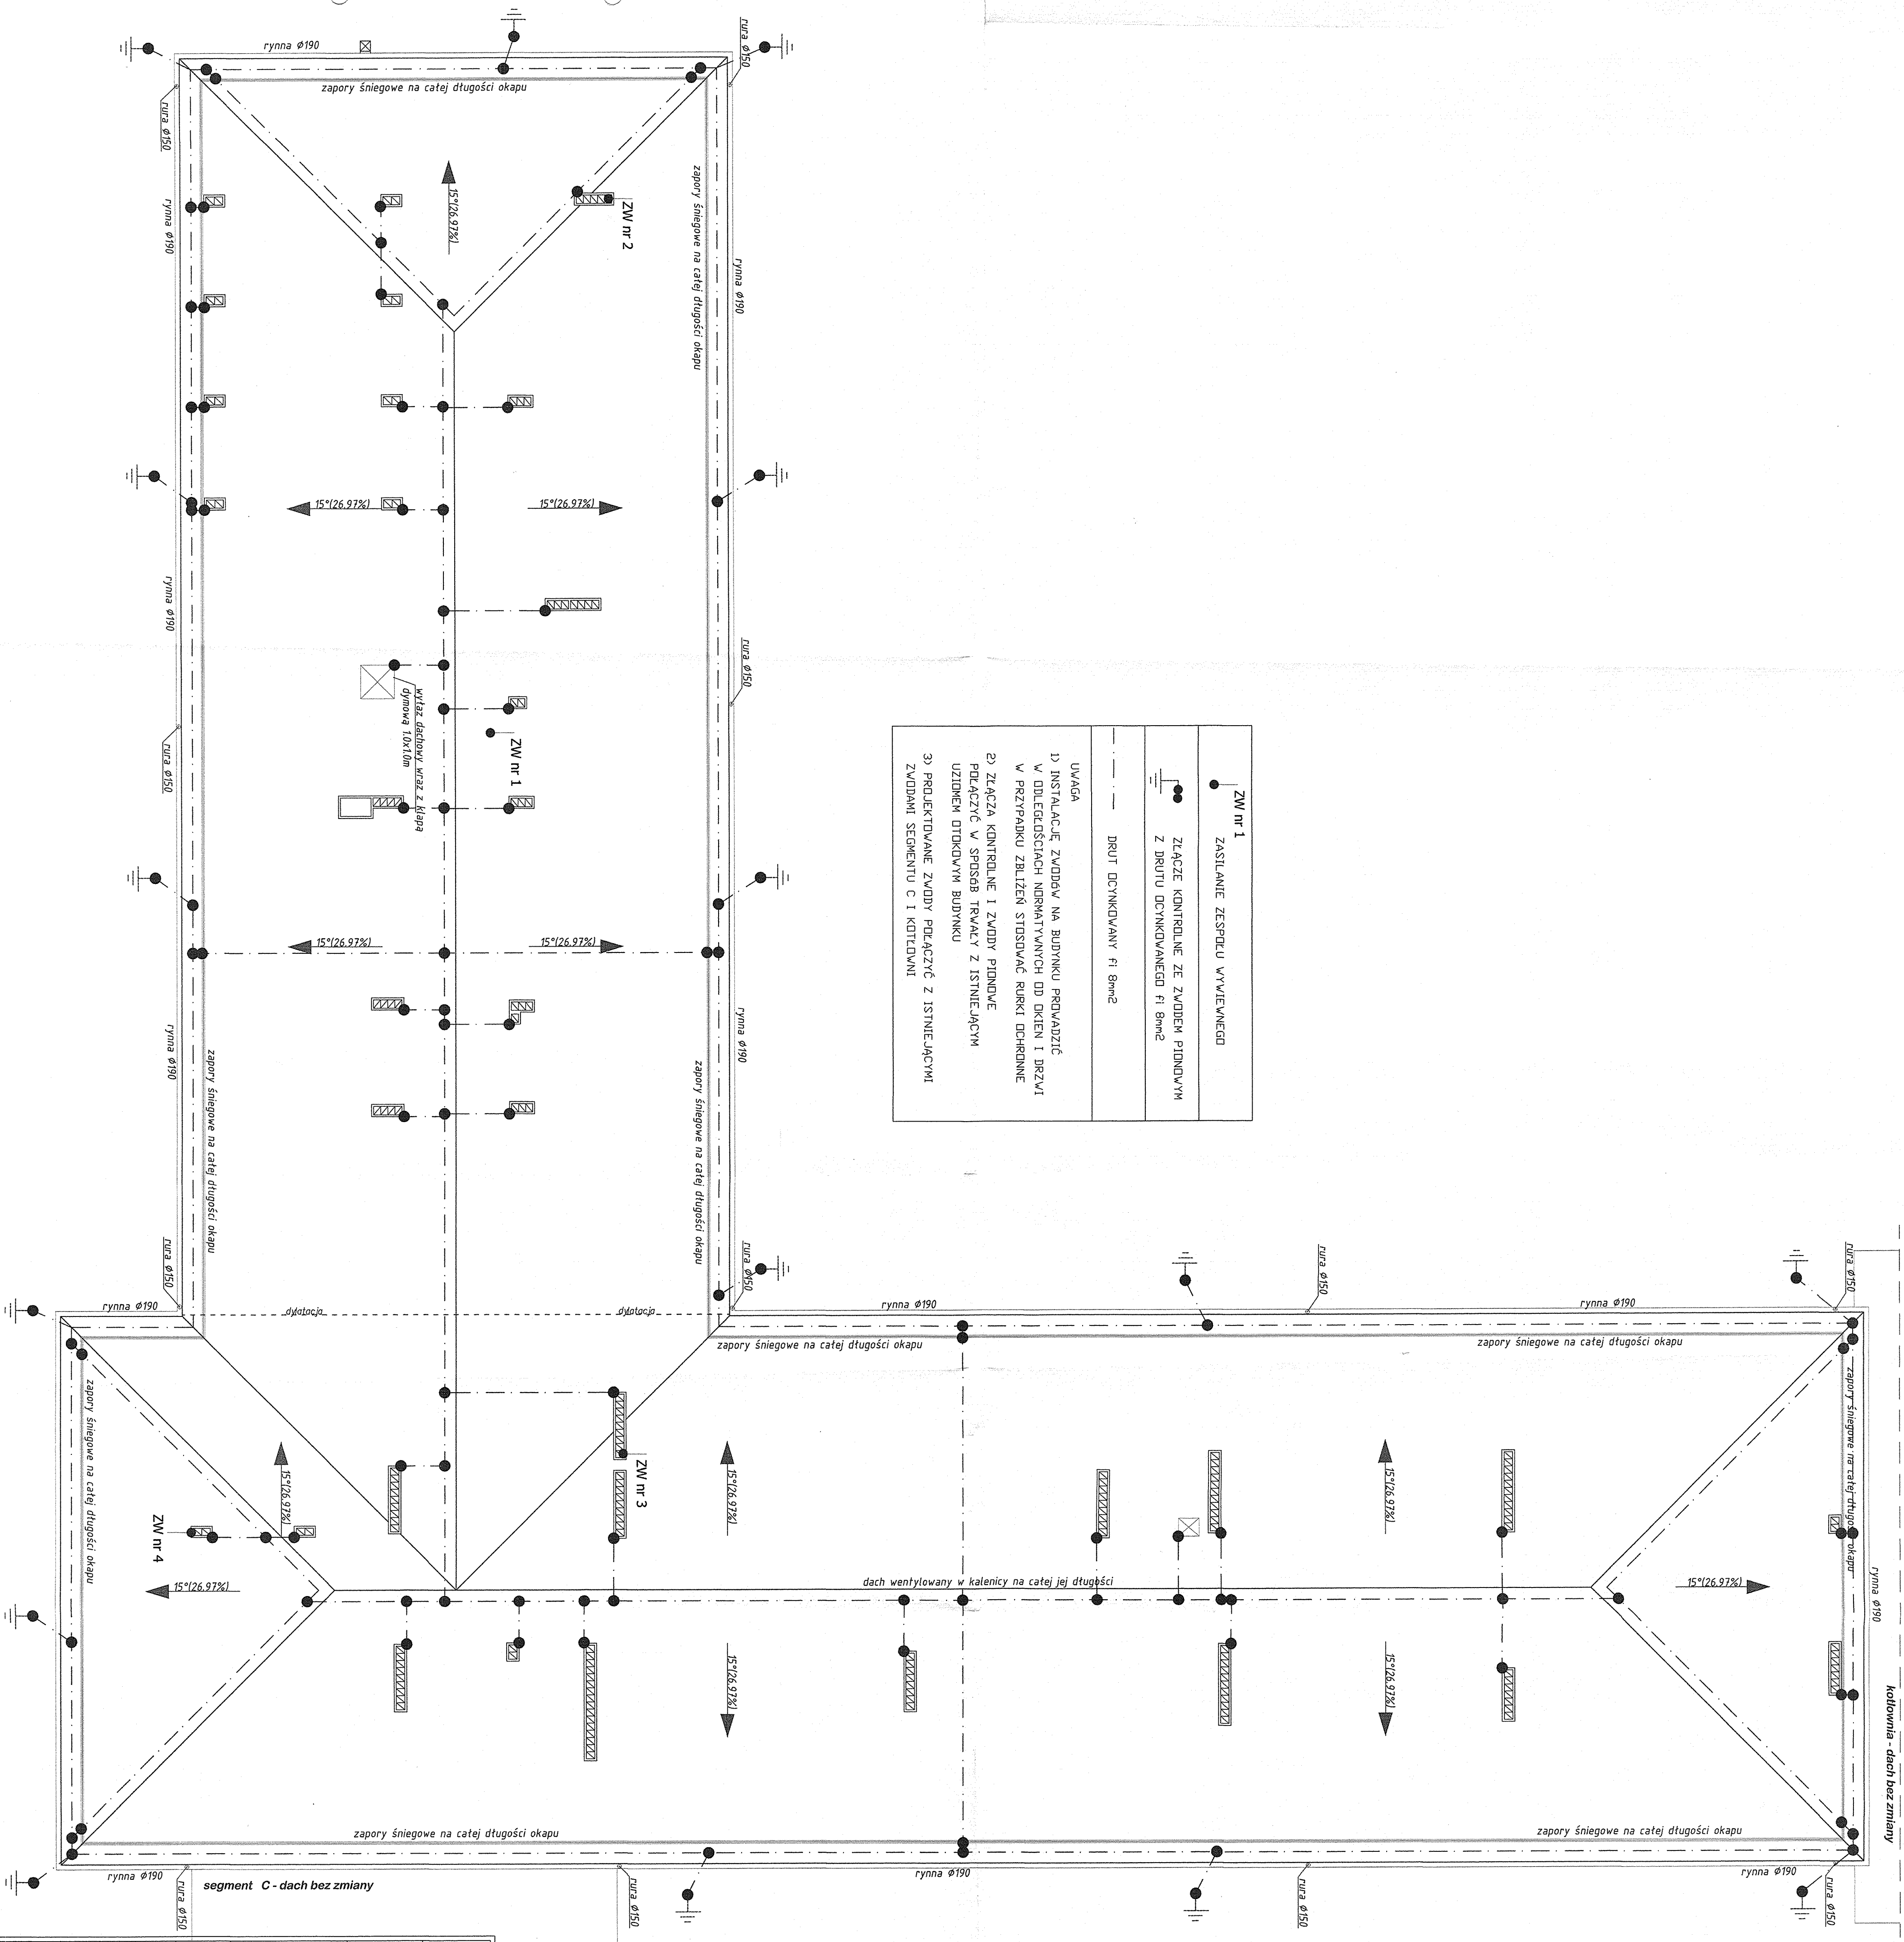 rynna Ø190
rura Ø150
zapory śniegowe na całej długości okapu
rura Ø150
rynna Ø190
15°(26.97%)
ZW nr 2
zapory śniegowe na całej długości okapu
rynna Ø190
15°(26.97%)
15°(26.97%)
rynna Ø190
rura Ø150
wyłaz dachowy wraz z klapą
dymową 1.0x1.0m
ZW nr 1
rura Ø150
15°(26.97%)
15°(26.97%)
rynna Ø190
rynna Ø190
zapory śniegowe na całej długości okapu
zapory śniegowe na całej długości okapu
rura Ø150
rura Ø150
ZW nr 1
ZASILANIE ZESPOŁU WYWIEWNEGO
ZŁĄCZE KONTROLNE ZE ZWODEM PIONOWYM
Z DRUTU OCYNKOWANEGO fi 8mm2
DRUT OCYNKOWANY fi 8mm2
UWAGA
1) INSTALACJĘ ZWODÓW NA BUDYNKU PROWADZIĆ
W ODLEGŁOŚCIACH NORMATYWNYCH OD OKIEN I DRZWI
W PRZYPADKU ZBLIŻEŃ STOSOWAĆ RURKI OCHRONNE
2) ZŁĄCZA KONTROLNE I ZWODY PIONOWE
POŁĄCZYĆ W SPOSÓB TRWAŁY Z ISTNIEJĄCYM
UZIOMEM OTOKOWYM BUDYNKU
3) PROJEKTOWANE ZWODY POŁĄCZYĆ Z ISTNIEJĄCYMI
ZWODAMI SEGMENTU C I KOTŁOWNI
rynna Ø190
dylatacja
dylatacja
rynna Ø190
rura Ø150
rynna Ø190
rura Ø150
zapory śniegowe na całej długości okapu
zapory śniegowe na całej długości okapu
zapory śniegowe na całej długości okapu
zapory śniegowe na całej długości okapu
15°(26.97%)
ZW nr 3
15°(26.97%)
15°(26.97%)
ZW nr 4
15°(26.97%)
dach wentylowany w kalenicy na całej jej długości
15°(26.97%)
rynna Ø190
15°(26.97%)
15°(26.97%)
kotłownia - dach bez zmiany
zapory śniegowe na całej długości okapu
zapory śniegowe na całej długości okapu
rynna Ø190
rura Ø150
segment C - dach bez zmiany
rura Ø150
rynna Ø190
rura Ø150
rynna Ø190
rura Ø150